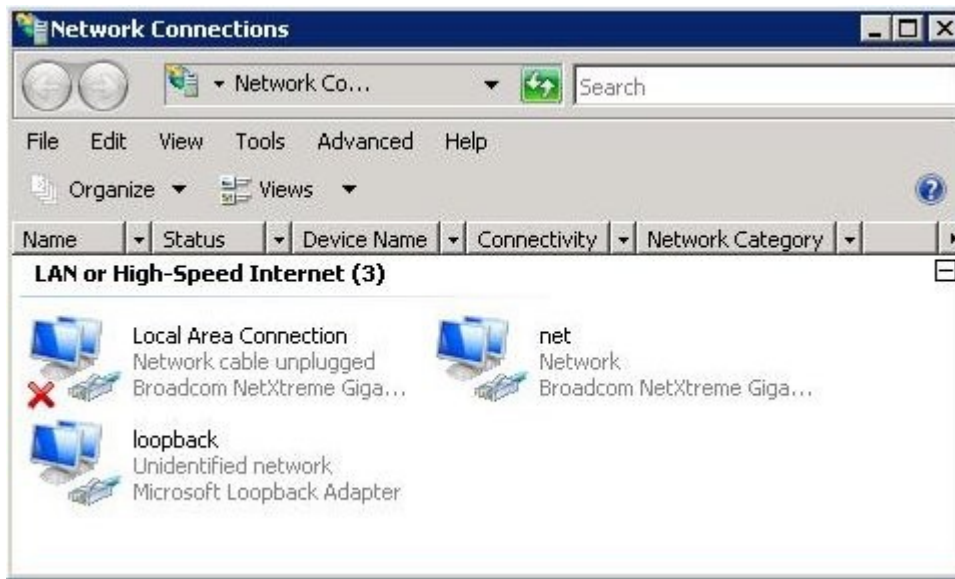 Network Connections
Network Co...
Search
File Edit View Tools Advanced Help
Organize Views
Name Status Device Name Connectivity Network Category
LAN or High-Speed Internet (3)
Local Area Connection
Network cable unplugged
Broadcom NetXtreme Giga...
net
Network
Broadcom NetXtreme Giga...
loopback
Unidentified network
Microsoft Loopback Adapter